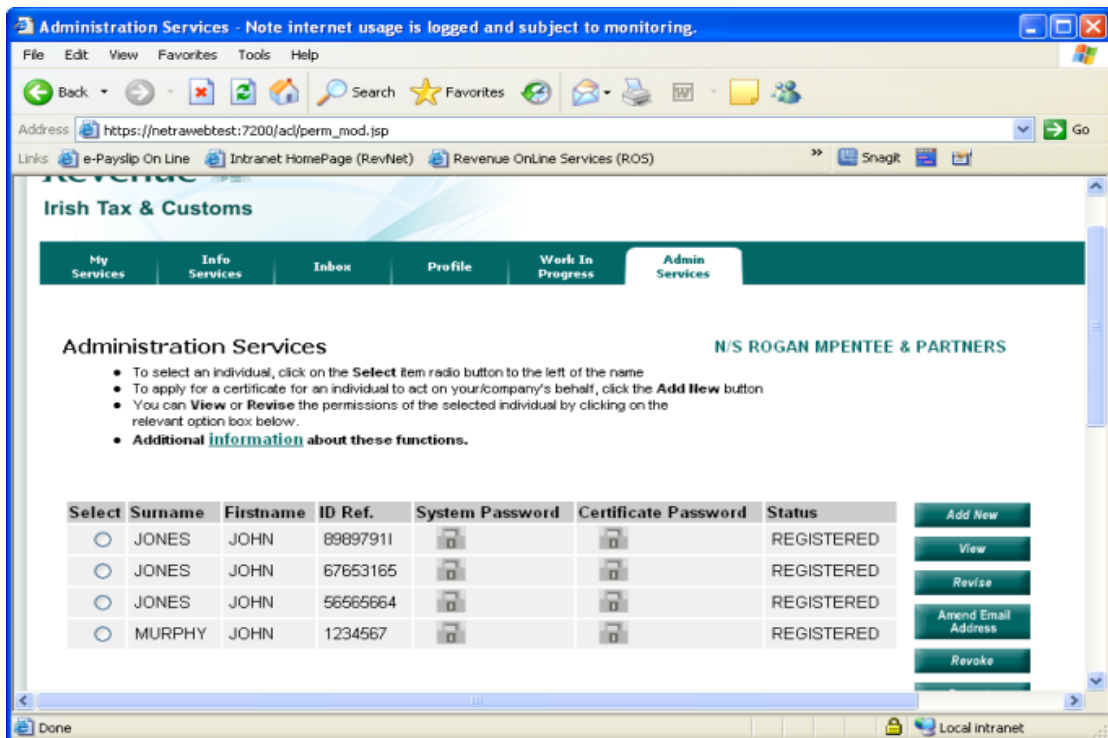 Administration Services - Note internet usage is logged and subject to monitoring.
File Edit View Favorites Tools Help
Back Search Favorites
Address https://netrawebtest:7200/acl/perm_mod.jsp Go
Links e-Payslip On Line Intranet HomePage (RevNet) Revenue OnLine Services (ROS) » SnagIt
Revenue
Irish Tax & Customs
My Services Info Services Inbox Profile Work In Progress Admin Services
Administration Services N/S ROGAN MPENTEE & PARTNERS
• To select an individual, click on the Select item radio button to the left of the name
• To apply for a certificate for an individual to act on your/company's behalf, click the Add New button
• You can View or Revise the permissions of the selected individual by clicking on the
relevant option box below.
• Additional information about these functions.
Select Surname Firstname ID Ref. System Password Certificate Password Status
JONES JOHN 89897911 REGISTERED
JONES JOHN 67653165 REGISTERED
JONES JOHN 56565664 REGISTERED
MURPHY JOHN 1234567 REGISTERED
Add New
View
Revise
Amend Email
Address
Revoke
Done Local intranet